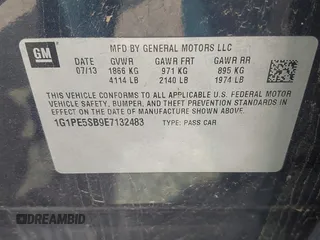 GM
MFD BY GENERAL MOTORS LLC
DATE GVWR GAWR FRT GAWR RR
07/13 1866 KG 971 KG 895 KG
4114 LB 2140 LB 1974 LB
THIS VEHICLE CONFORMS TO ALL APPLICABLE U.S. FEDERAL MOTOR
VEHICLE SAFETY, BUMPER, AND THEFT PREVENTION STANDARDS IN
EFFECT ON THE DATE OF MANUFACTURE SHOWN ABOVE.
1G1PE5SB9E7132483 TYPE: PASS CAR
DREAMBID